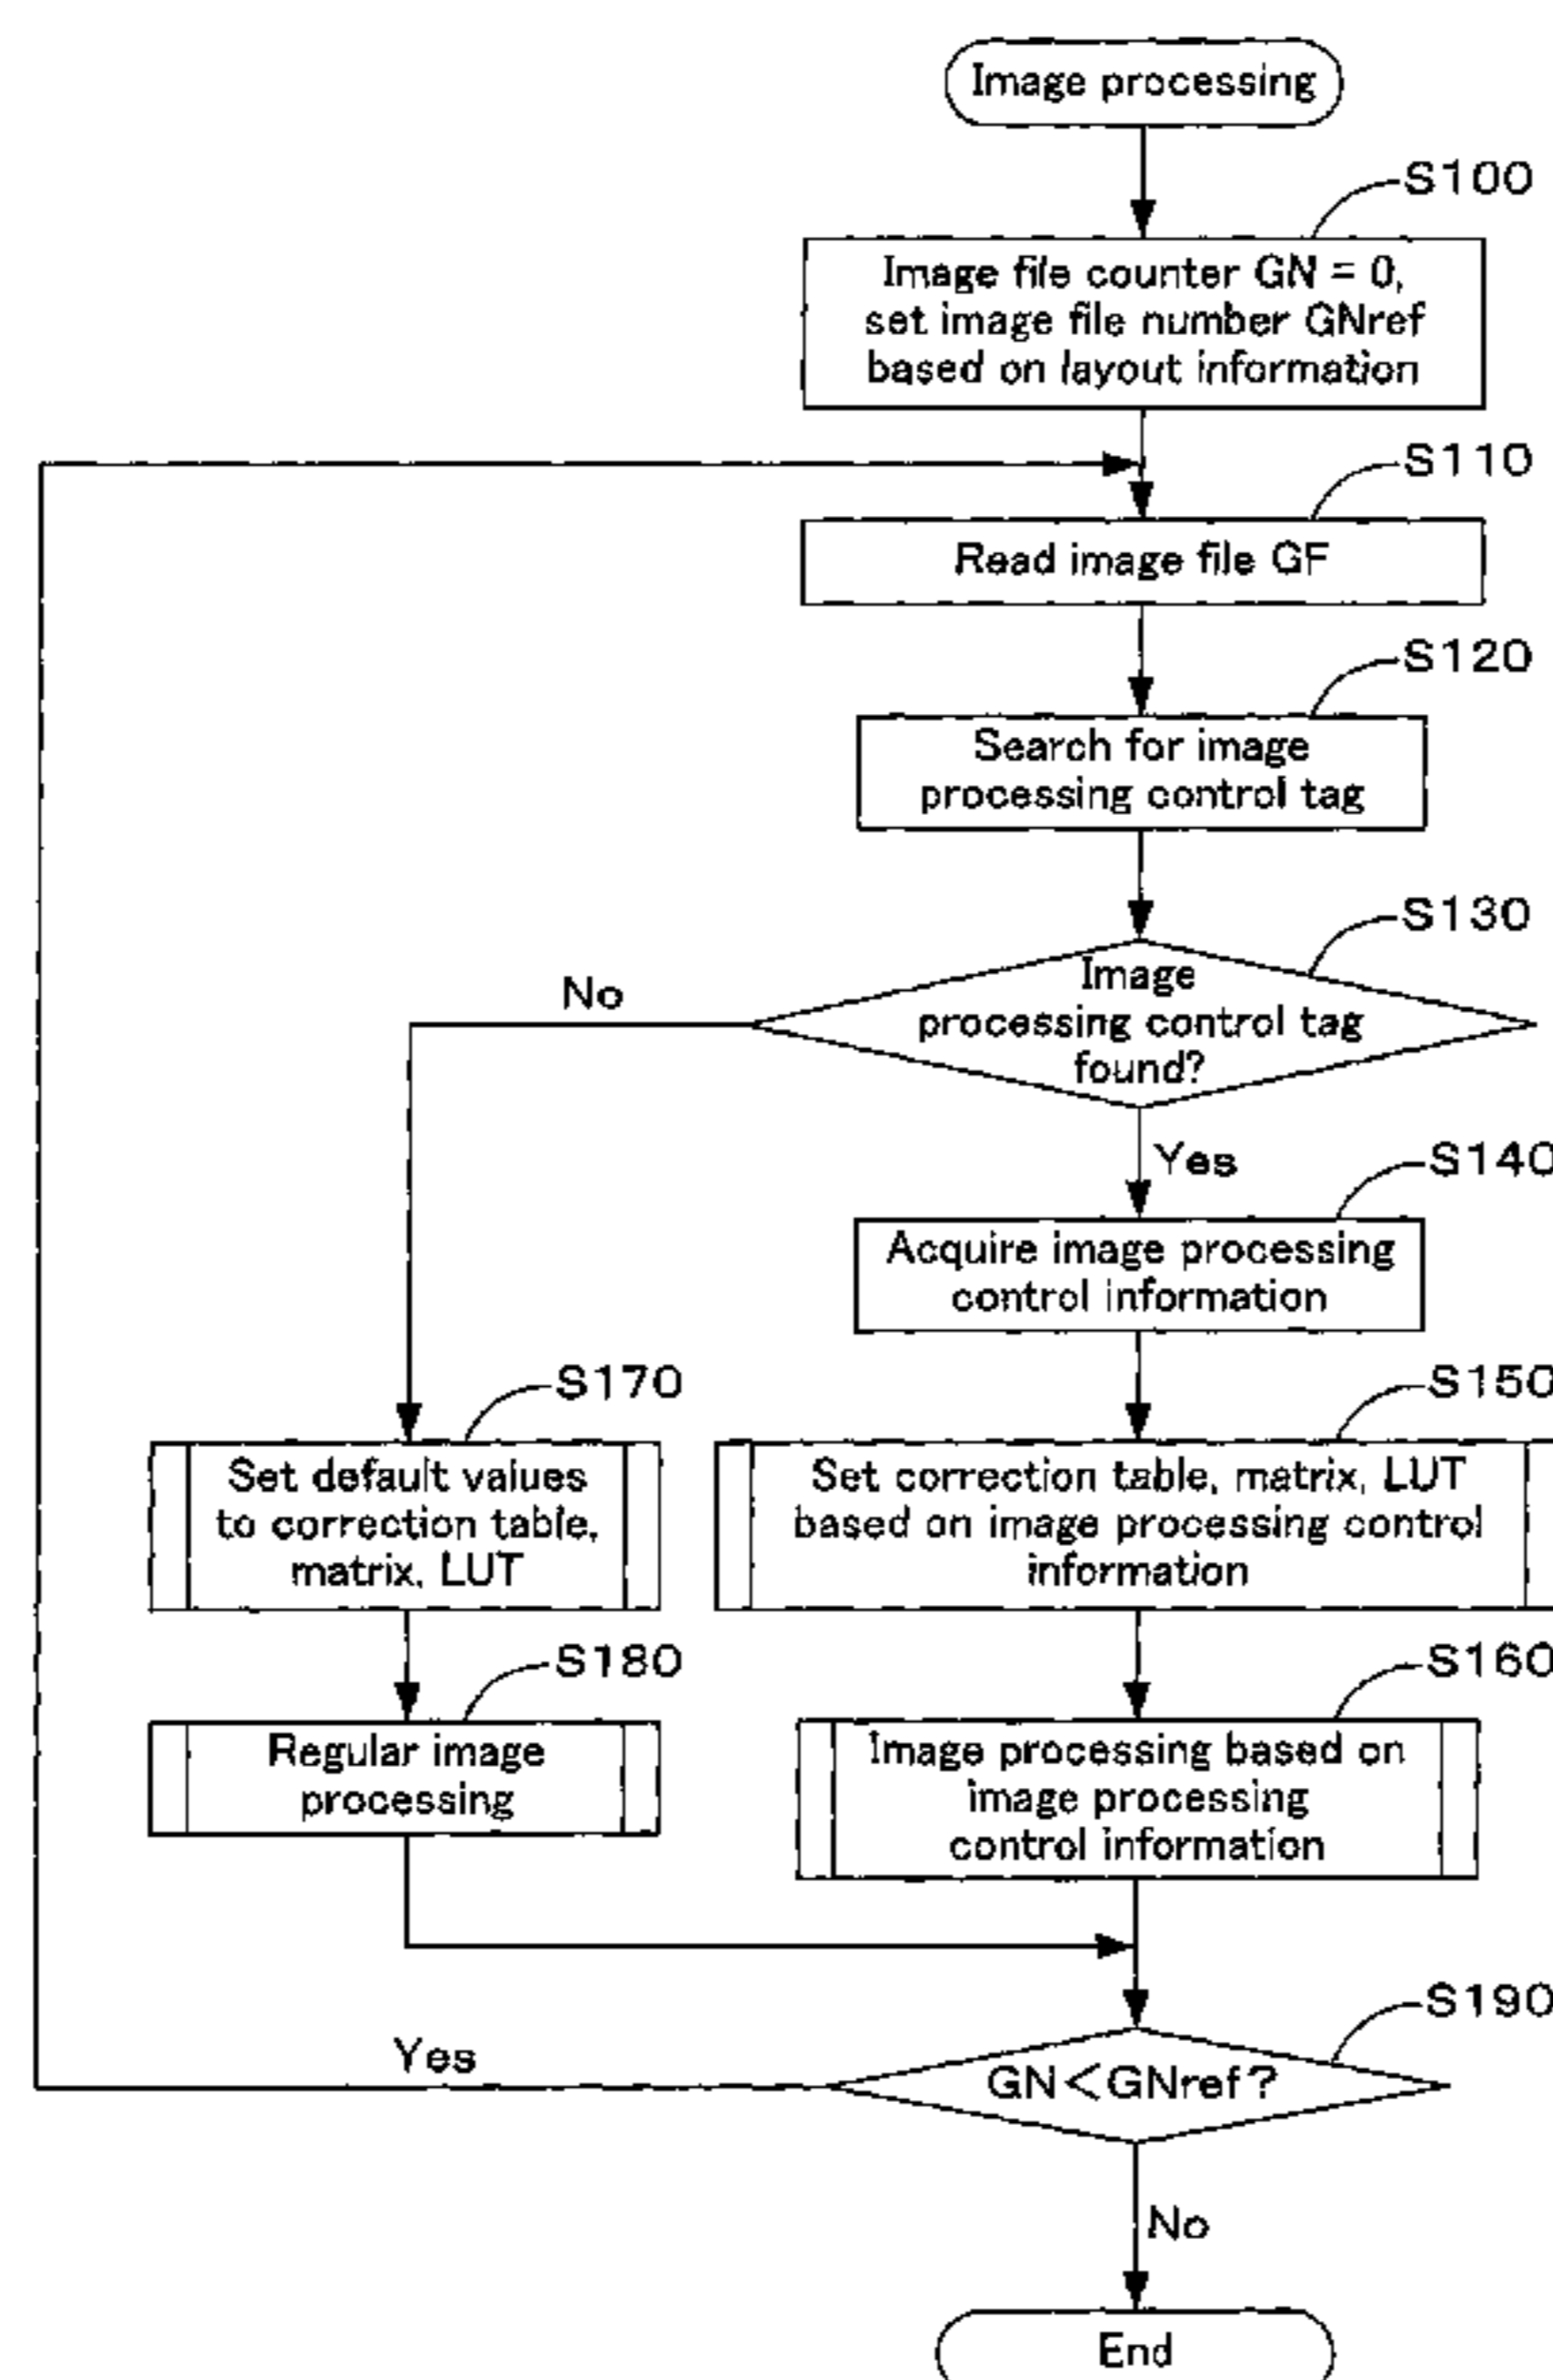 Image processing
S100
Image file counter GN = 0,
set image file number GNref
based on layout information
S110
Read image file GF
S120
Search for image
processing control tag
S130
Image
processing control tag
found?
No
Yes
S140
Acquire image processing
control information
S170
Set default values
to correction table,
matrix, LUT
S150
Set correction table, matrix, LUT
based on image processing control
information
S180
Regular image
processing
S160
Image processing based on
image processing
control information
S190
GN<GNref?
Yes
No
End